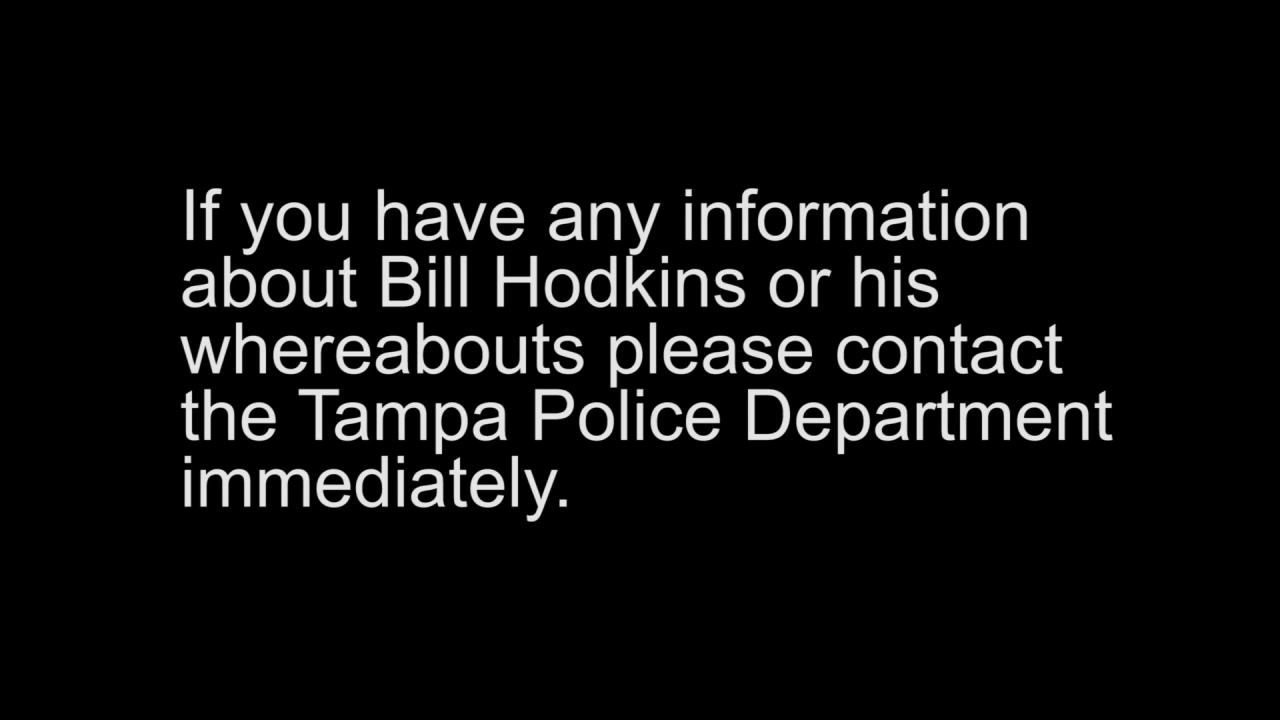 If you have any information
about Bill Hodkins or his
whereabouts please contact
the Tampa Police Department
immediately.